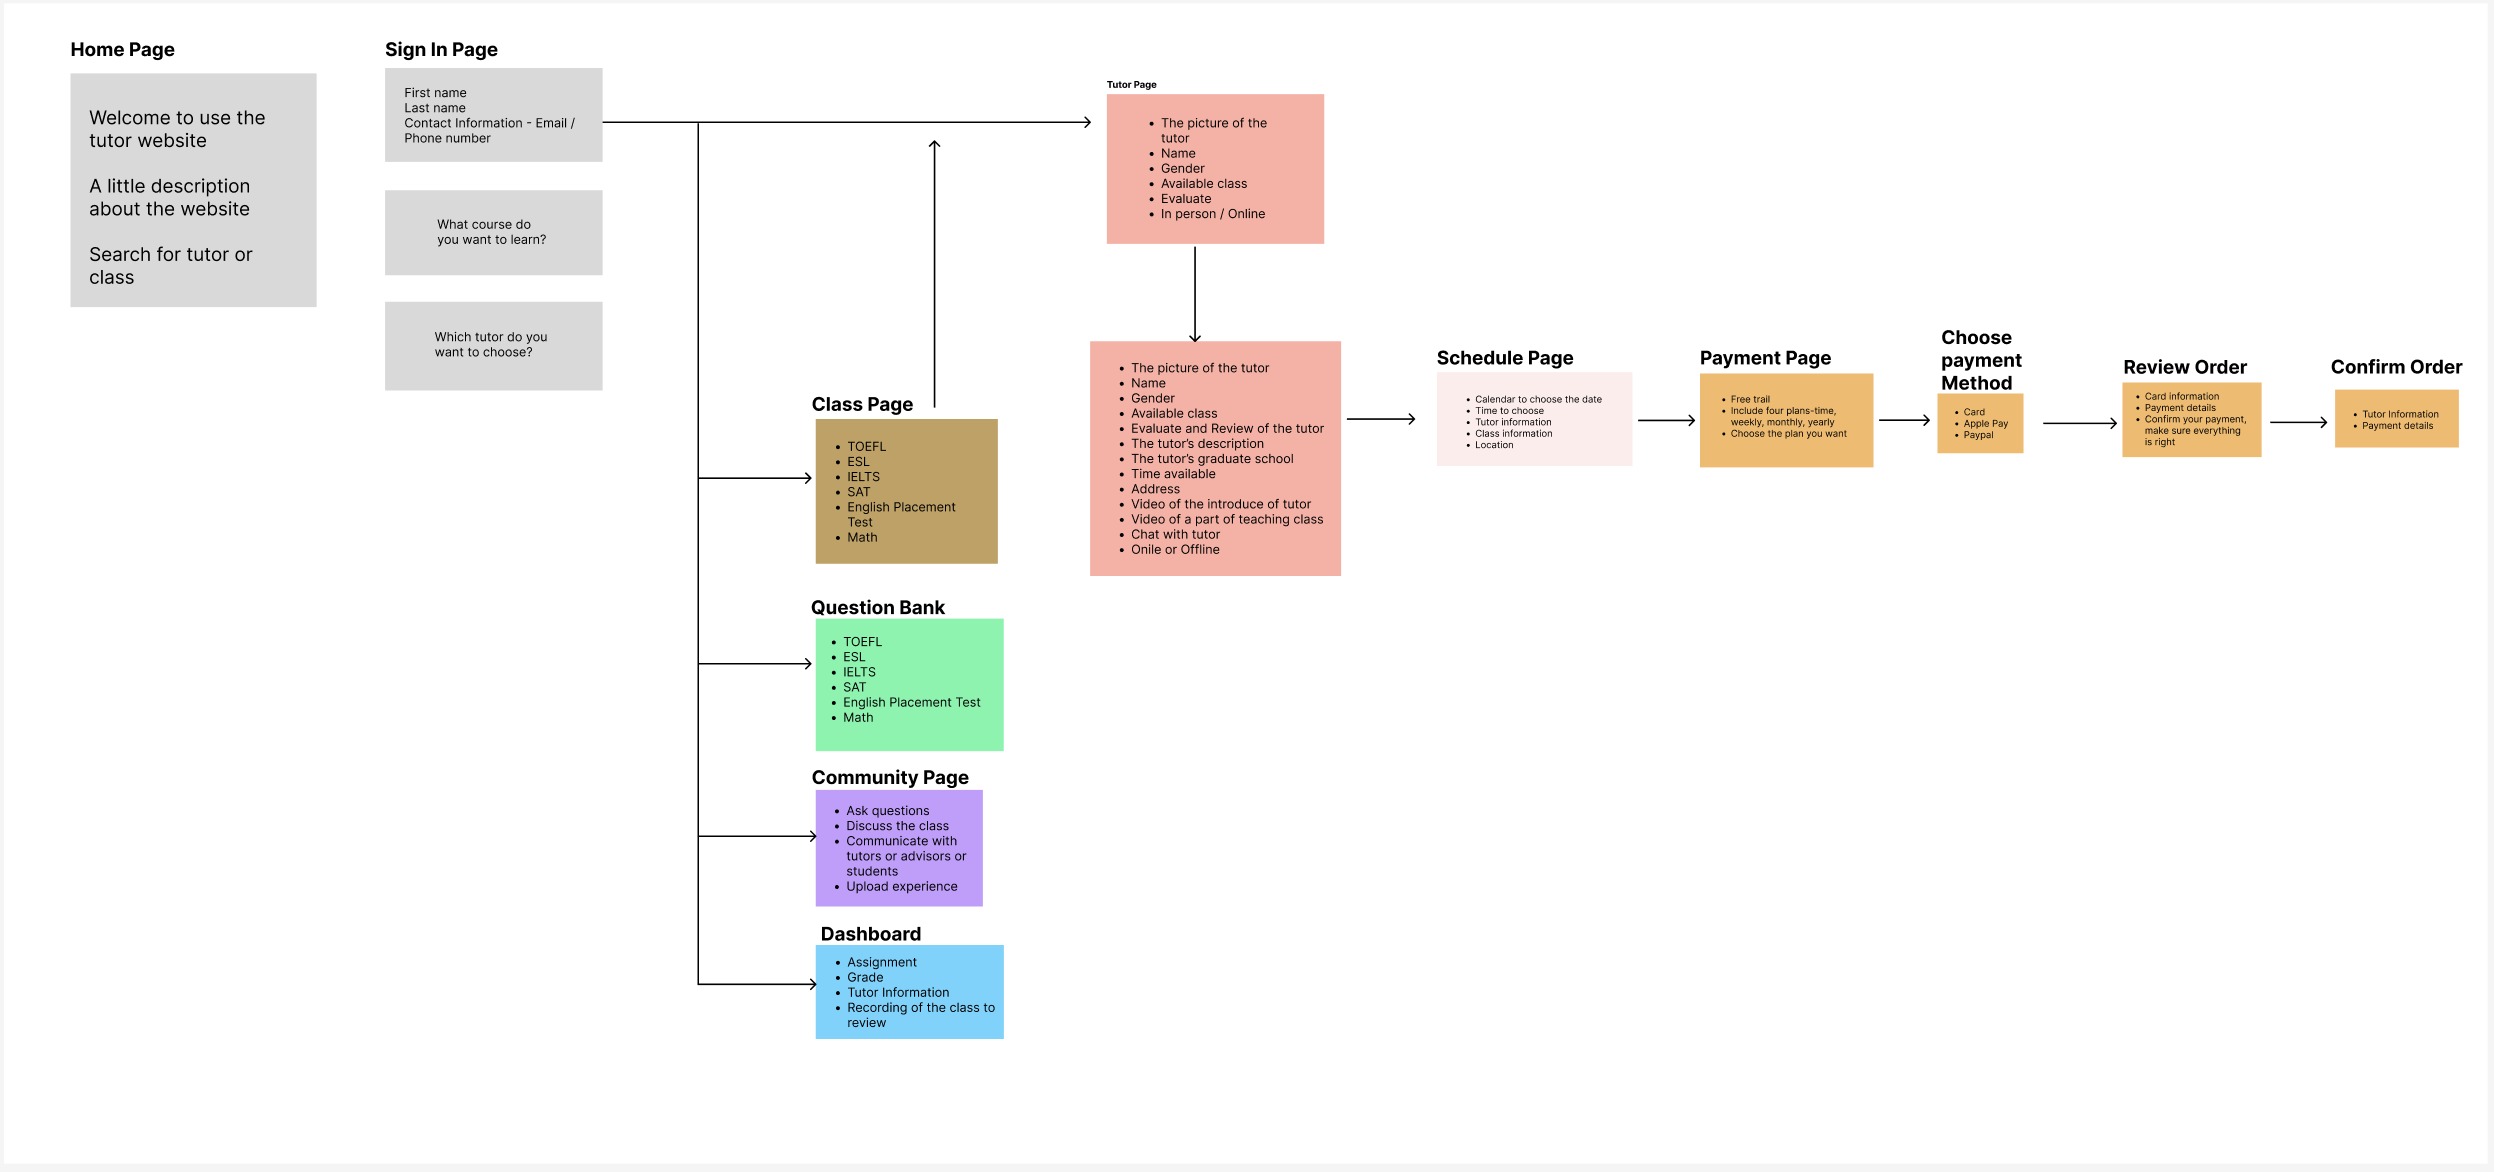 Home Page
Welcome to use the
tutor website
A little description
about the website
Search for tutor or
class
Sign In Page
First name
Last name
Contact Information - Email /
Phone number
What course do
you want to learn?
Which tutor do you
want to choose?
Class Page
TOEFL
ESL
IELTS
SAT
English Placement
Test
Math
Question Bank
TOEFL
ESL
IELTS
SAT
English Placement Test
Math
Community Page
Ask questions
Discuss the class
Communicate with
tutors or advisors or
students
Upload experience
Dashboard
Assignment
Grade
Tutor Information
Recording of the class to
review
Tutor Page
The picture of the
tutor
Name
Gender
Available class
Evaluate
In person / Online
The picture of the tutor
Name
Gender
Available class
Evaluate and Review of the tutor
The tutor's description
The tutor's graduate school
Time available
Address
Video of the introduce of tutor
Video of a part of teaching class
Chat with tutor
Onile or Offline
Schedule Page
Calendar to choose the date
Time to choose
Tutor information
Class information
Location
Payment Page
Free trail
Include four plans-time,
weekly, monthly, yearly
Choose the plan you want
Choose
payment
Method
Card
Apple Pay
Paypal
Review Order
Card information
Payment details
Confirm your payment,
make sure everything
is right
Confirm Order
Tutor Information
Payment details